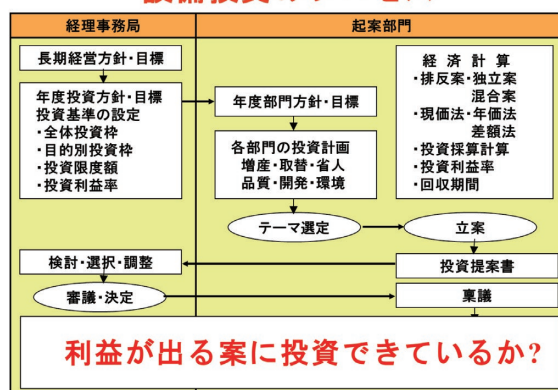 経理事務局
起案部門
長期経営方針・目標
年度投資方針・目標
投資基準の設定
・全体投資枠
・目的別投資枠
・投資限度額
・投資利益率
年度部門方針・目標
各部門の投資計画
増産・取替・省人
品質・開発・環境
経済計算
・排反案・独立案
混合案
・現価法・年価法
差額法
・投資採算計算
・投資利益率
・回収期間
テーマ選定
立案
検討・選択・調整
投資提案書
審議・決定
稟議
利益が出る案に投資できているか?